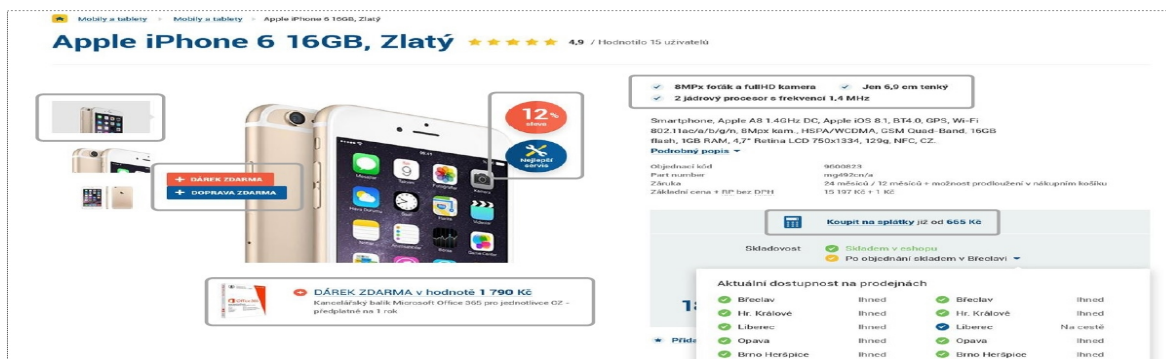 Mobily a tablety > Mobily a tablety > Apple iPhone 6 16GB, Zlatý
Apple iPhone 6 16GB, Zlatý 4,9 / Hodnotilo 15 uživatelů
12%
sleva
Nejlepší
servis
+ DÁREK ZDARMA
+ DOPRAVA ZDARMA
DÁREK ZDARMA v hodnotě 1 790 Kč
Kancelářský balík Microsoft Office 365 pro jednotlivce CZ -
předplatné na 1 rok
8MPx foťák a fullHD kamera Jen 6,9 cm tenký
2 jádrový procesor s frekvencí 1,4 MHz
Smartphone, Apple A8 1.4GHz DC, Apple iOS 8.1, BT4.0, GPS, Wi-Fi
802.11ac/a/b/g/n, 8Mpx kam., HSPA/WCDMA, GSM Quad-Band, 16GB
flash, 1GB RAM, 4,7" Retina LCD 750x1334, 129g, NFC, CZ.
Podrobný popis
Objednací kód 9600823
Part number mg492cn/a
Záruka 24 měsíců / 12 měsíců + možnost prodloužení v nákupním košíku
Základní cena + RP bez DPH 15 197 Kč + 1 Kč
Koupit na splátky již od 665 Kč
Skladovost Skladem v eshopu
Po objednání skladem v Břeclavi
Aktuální dostupnost na prodejnách
Břeclav Ihned Břeclav Ihned
Hr. Králové Ihned Hr. Králové Ihned
Liberec Ihned Liberec Na cestě
Opava Ihned Opava Ihned
Brno Heršpice Ihned Brno Heršpice Ihned